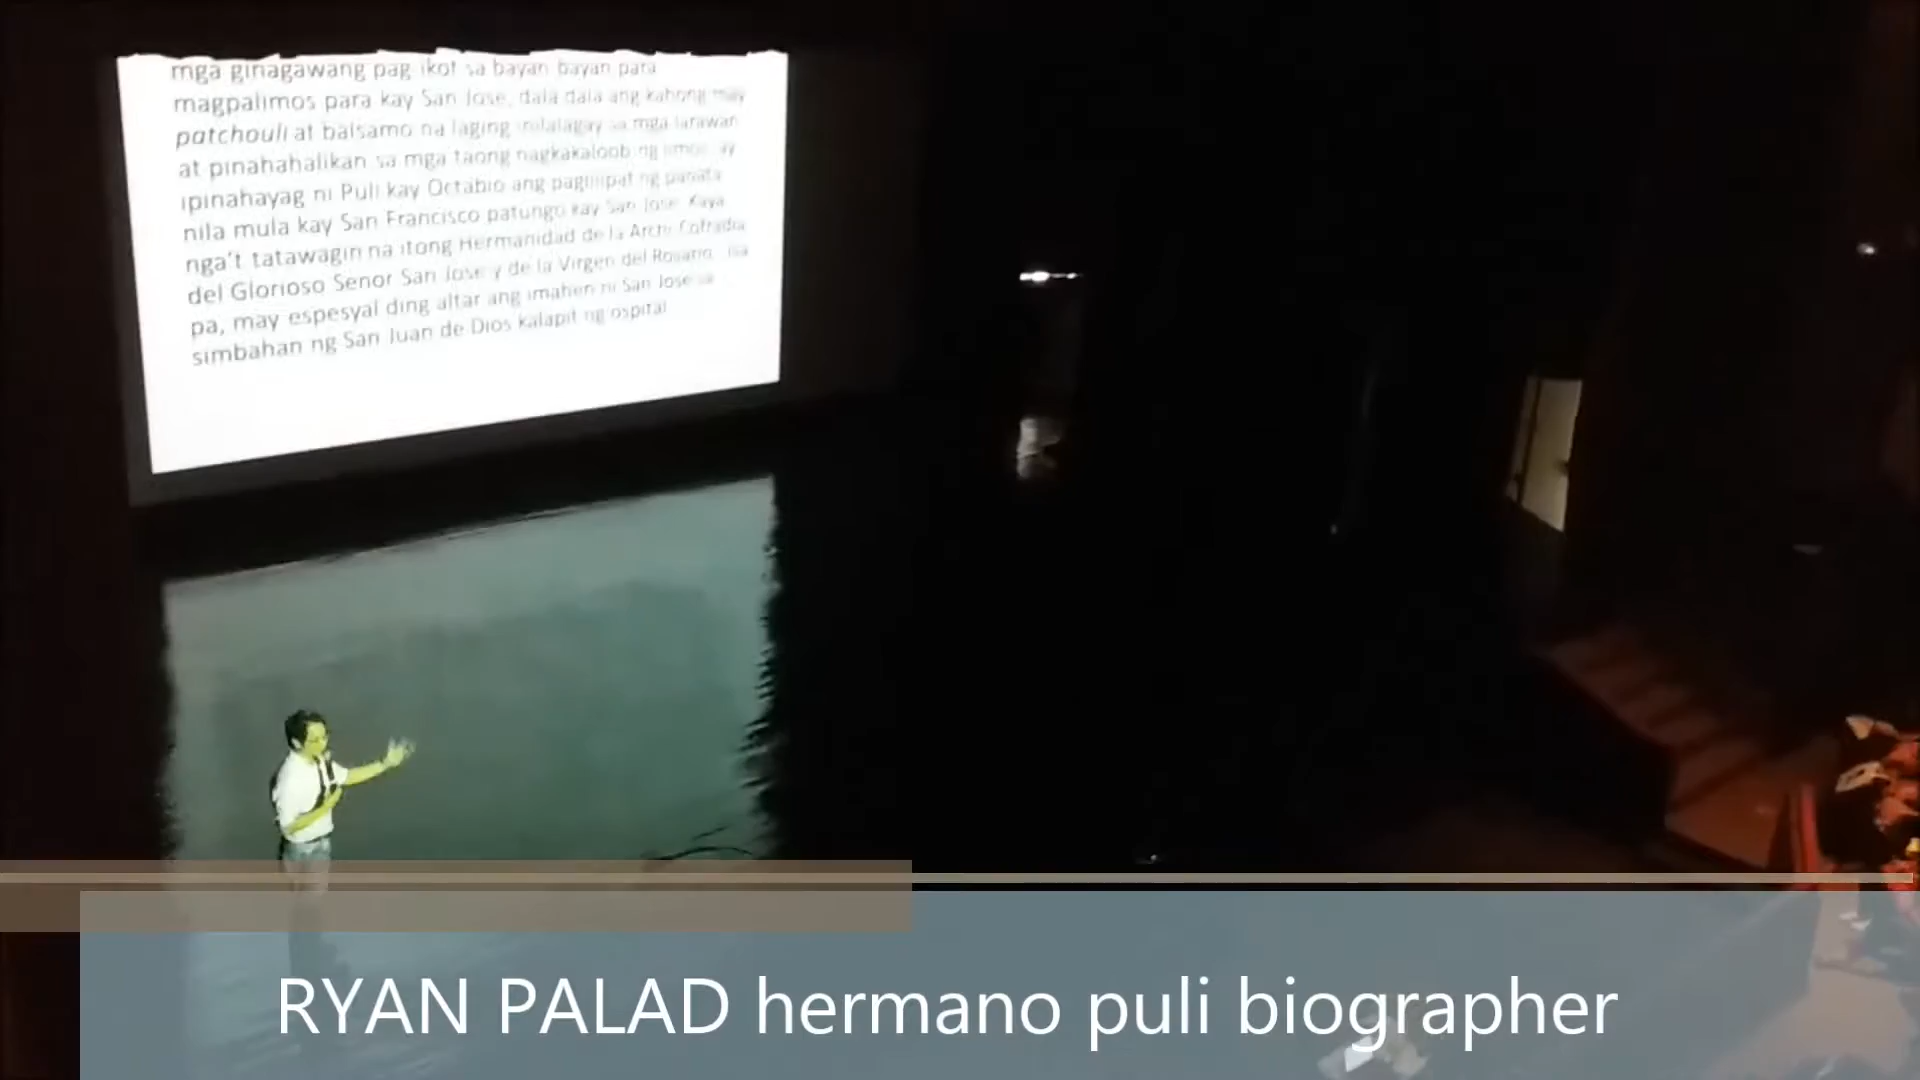 mga ginagawang pag ikot sa bayan bayan para
magpalimos para kay San Jose, dala dala ang kahong may
patchouli at balsamo na laging inilalagay sa mga larawan
at pinahahalikan sa mga taong nagkakaloob ng limos ay
ipinahayag ni Puli kay Octabio ang paglilipat ng panata
nila mula kay San Francisco patungo kay San Jose. Kaya
nga't tatawagin na itong Hermanidad de la Archi Cofradia
del Glorioso Senor San Jose y de la Virgen del Rosario. Isa
pa, may espesyal ding altar ang imahen ni San Jose sa
simbahan ng San Juan de Dios kalapit ng ospital
RYAN PALAD hermano puli biographer